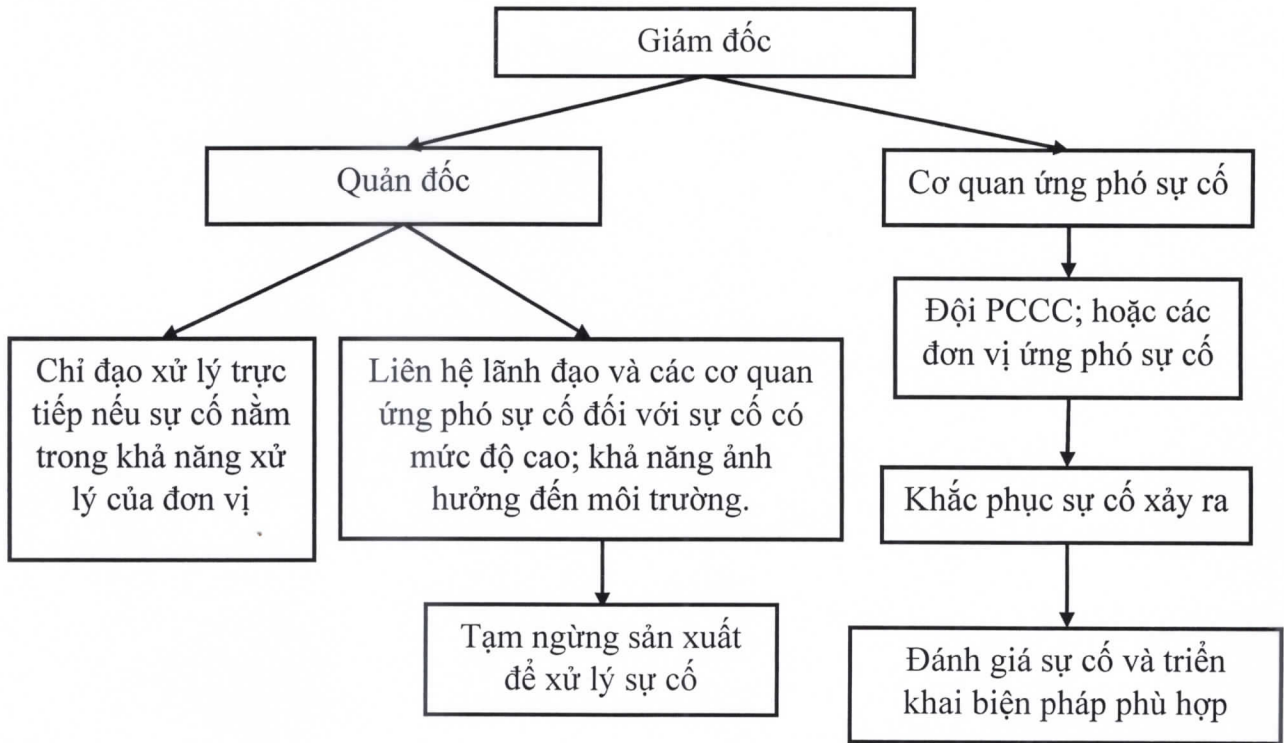 Giám đốc
Quản đốc
Cơ quan ứng phó sự cố
Chỉ đạo xử lý trực
tiếp nếu sự cố nằm
trong khả năng xử
lý của đơn vị
Liên hệ lãnh đạo và các cơ quan
ứng phó sự cố đối với sự cố có
mức độ cao; khả năng ảnh
hưởng đến môi trường.
Đội PCCC; hoặc các
đơn vị ứng phó sự cố
Khắc phục sự cố xảy ra
Tạm ngừng sản xuất
để xử lý sự cố
Đánh giá sự cố và triển
khai biện pháp phù hợp